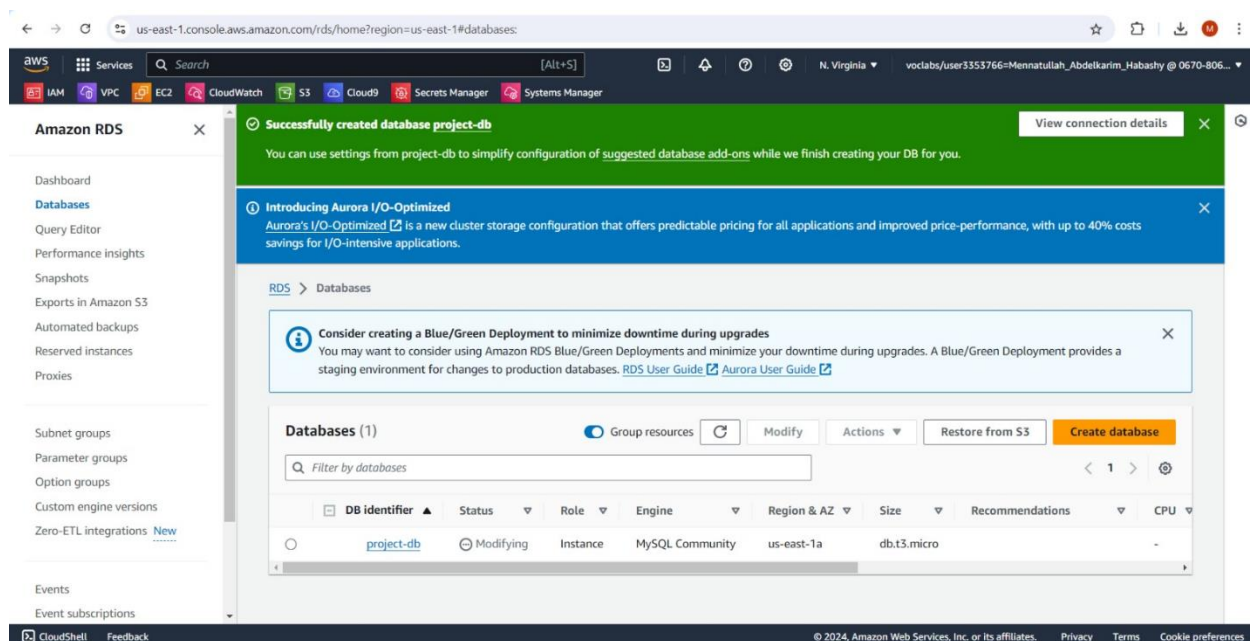 us-east-1.console.aws.amazon.com/rds/home?region=us-east-1#databases:
M
aws Services Search [Alt+S] N. Virginia voclabs/user3353766=Mennatullah_Abdelkarim_Habashy @ 0670-806...
IAM VPC EC2 CloudWatch S3 Cloud9 Secrets Manager Systems Manager
Amazon RDS
Dashboard
Databases
Query Editor
Performance insights
Snapshots
Exports in Amazon S3
Automated backups
Reserved instances
Proxies
Subnet groups
Parameter groups
Option groups
Custom engine versions
Zero-ETL integrations New
Events
Event subscriptions
Successfully created database project-db
View connection details
You can use settings from project-db to simplify configuration of suggested database add-ons while we finish creating your DB for you.
Introducing Aurora I/O-Optimized
Aurora's I/O-Optimized is a new cluster storage configuration that offers predictable pricing for all applications and improved price-performance, with up to 40% costs
savings for I/O-intensive applications.
RDS > Databases
Consider creating a Blue/Green Deployment to minimize downtime during upgrades
You may want to consider using Amazon RDS Blue/Green Deployments and minimize your downtime during upgrades. A Blue/Green Deployment provides a
staging environment for changes to production databases. RDS User Guide Aurora User Guide
Databases (1) Group resources Modify Actions Restore from S3 Create database
Filter by databases
1
DB identifier Status Role Engine Region & AZ Size Recommendations CPU
project-db Modifying Instance MySQL Community us-east-1a db.t3.micro -
CloudShell Feedback © 2024, Amazon Web Services, Inc. or its affiliates. Privacy Terms Cookie preferences